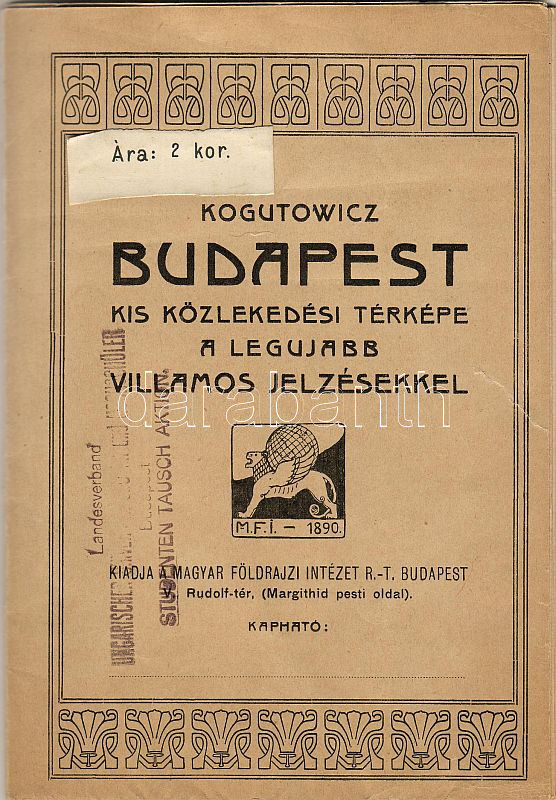 Ára: 2 kor.
KOGUTOWICZ
BUDAPEST
KIS KÖZLEKEDÉSI TÉRKÉPE
A LEGUJABB
VILLAMOS JELZÉSEKKEL
darabanth
M.F.I. – 1890.
KIADJA A MAGYAR FÖLDRAJZI INTÉZET R.-T. BUDAPEST
V., Rudolf-tér, (Margithid pesti oldal).
KAPHATÓ:
Landesverband
UNGARISCHER
Budapest
STUDENTEN TAUSCH AKTION.